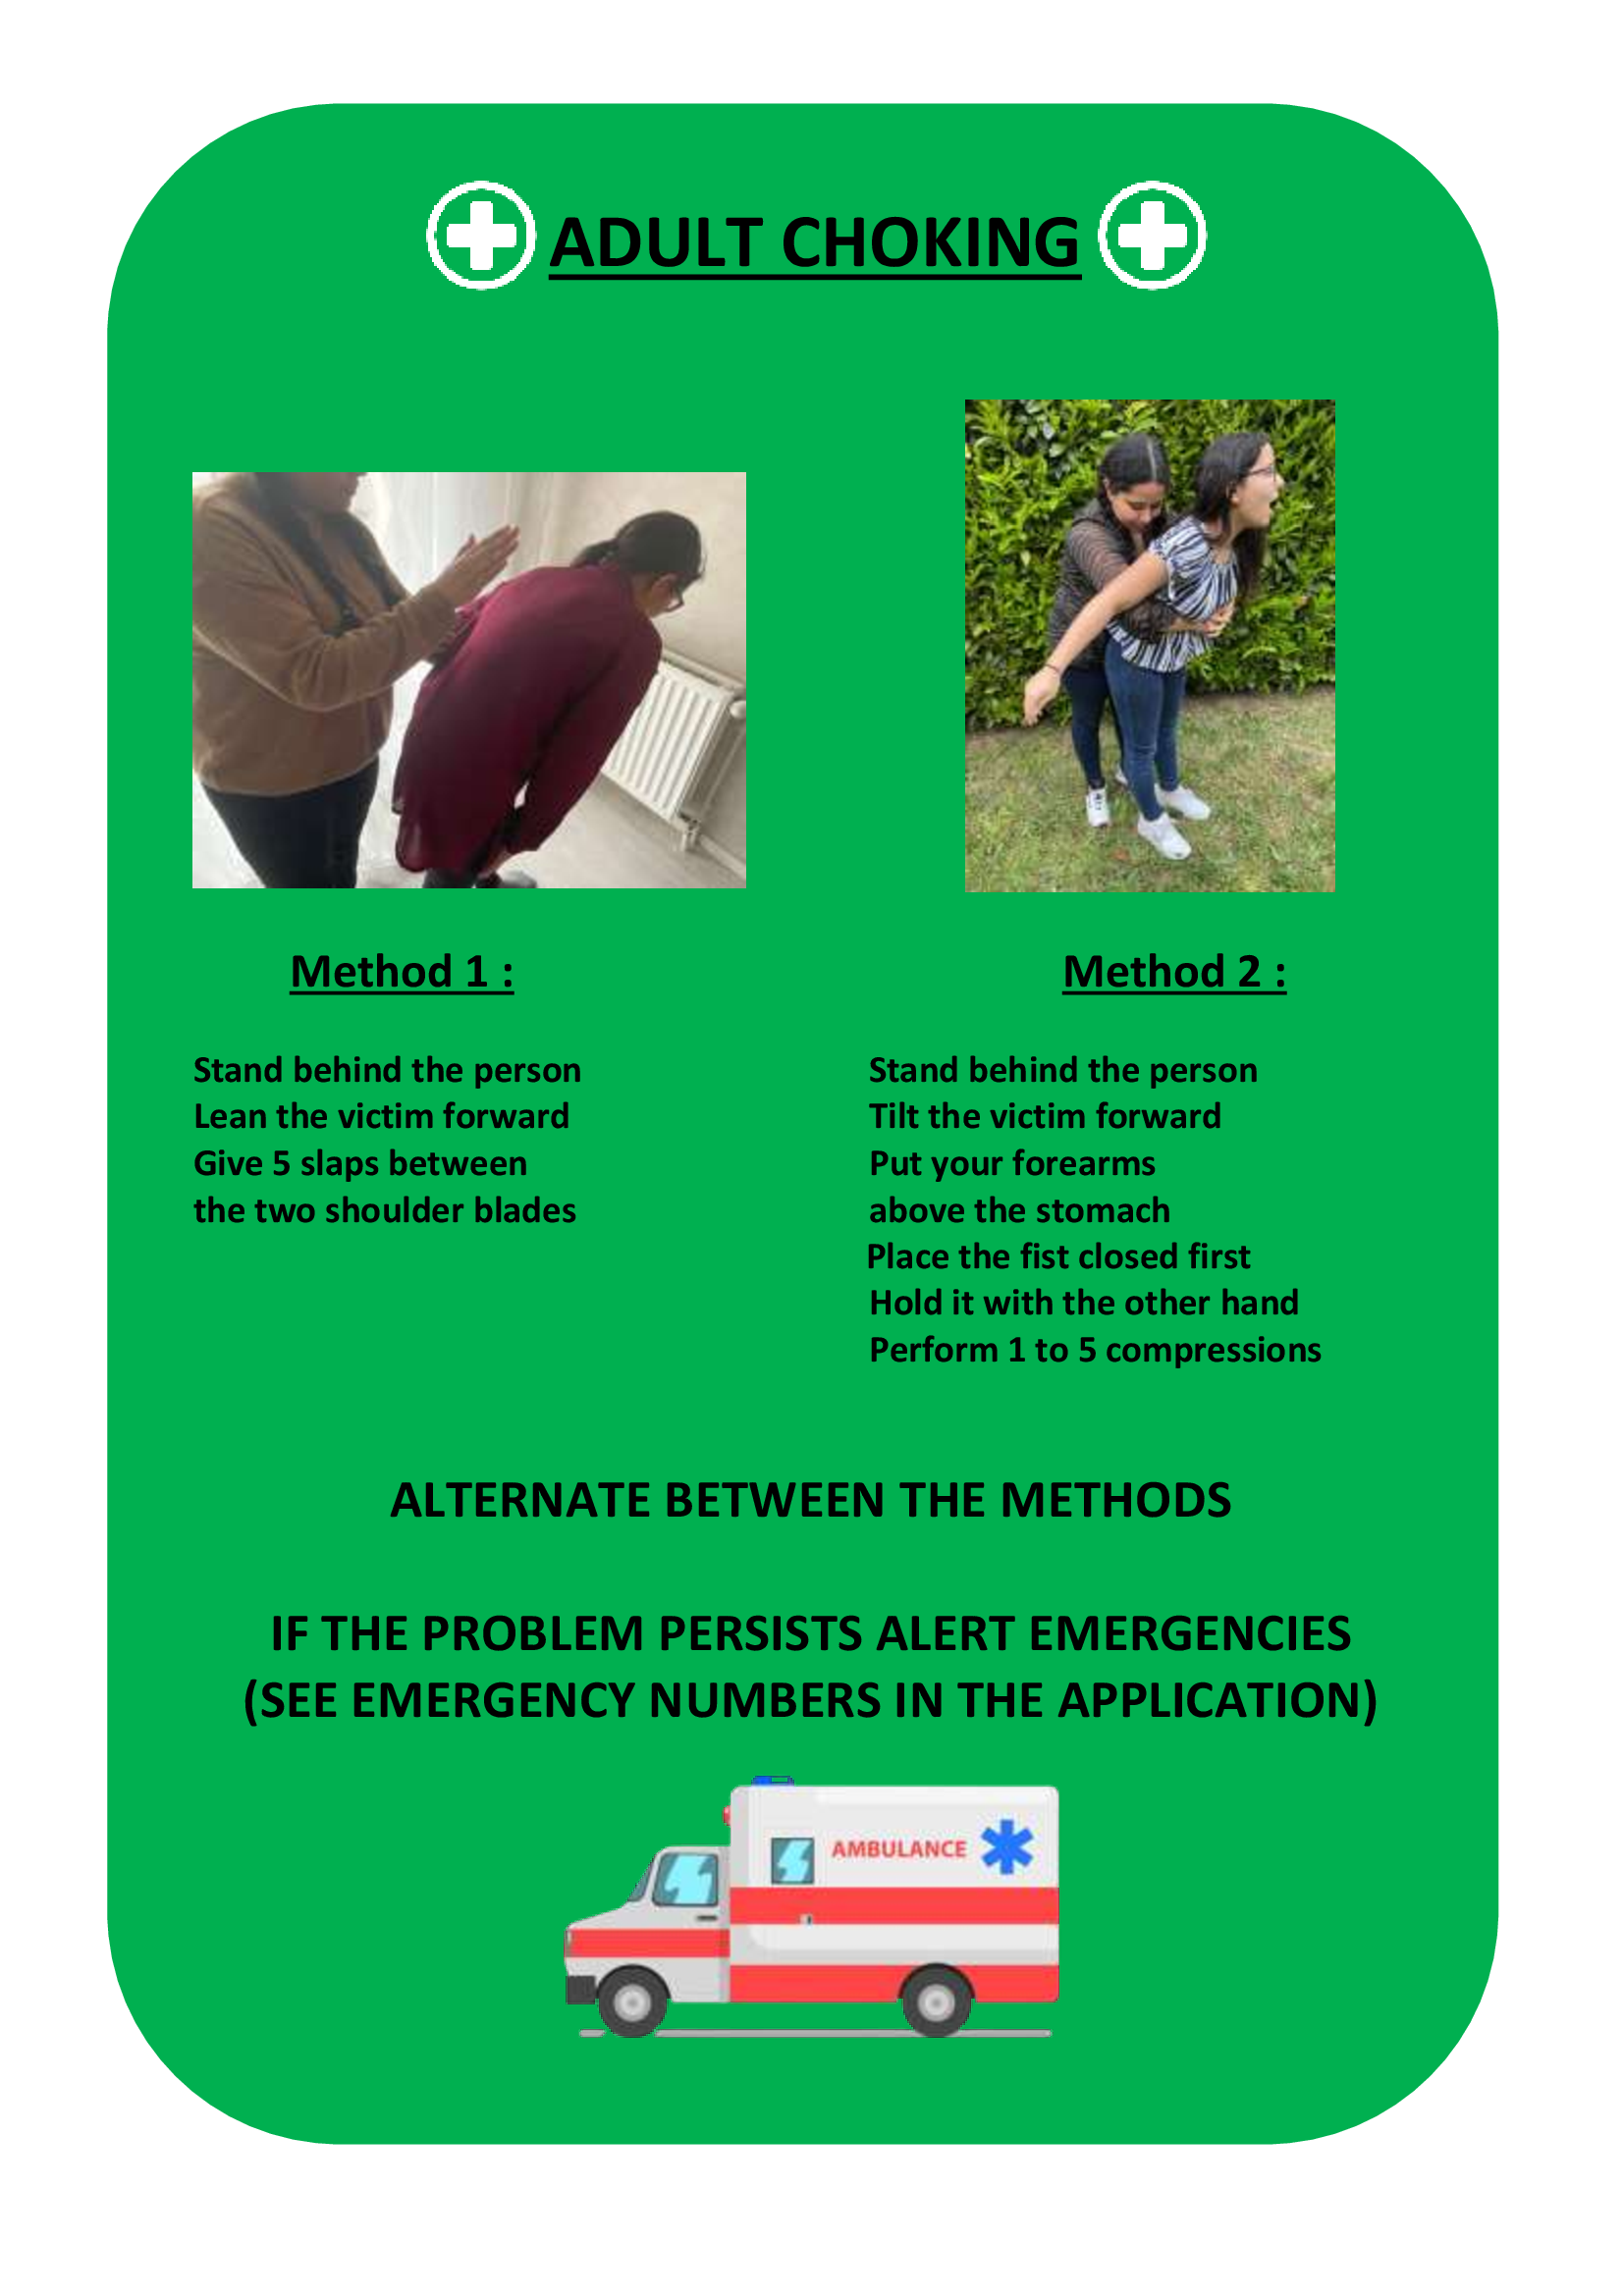 ADULT CHOKING
Method 1 :
Stand behind the person
Lean the victim forward
Give 5 slaps between
the two shoulder blades
Method 2 :
Stand behind the person
Tilt the victim forward
Put your forearms
above the stomach
Place the fist closed first
Hold it with the other hand
Perform 1 to 5 compressions
ALTERNATE BETWEEN THE METHODS
IF THE PROBLEM PERSISTS ALERT EMERGENCIES
(SEE EMERGENCY NUMBERS IN THE APPLICATION)
AMBULANCE